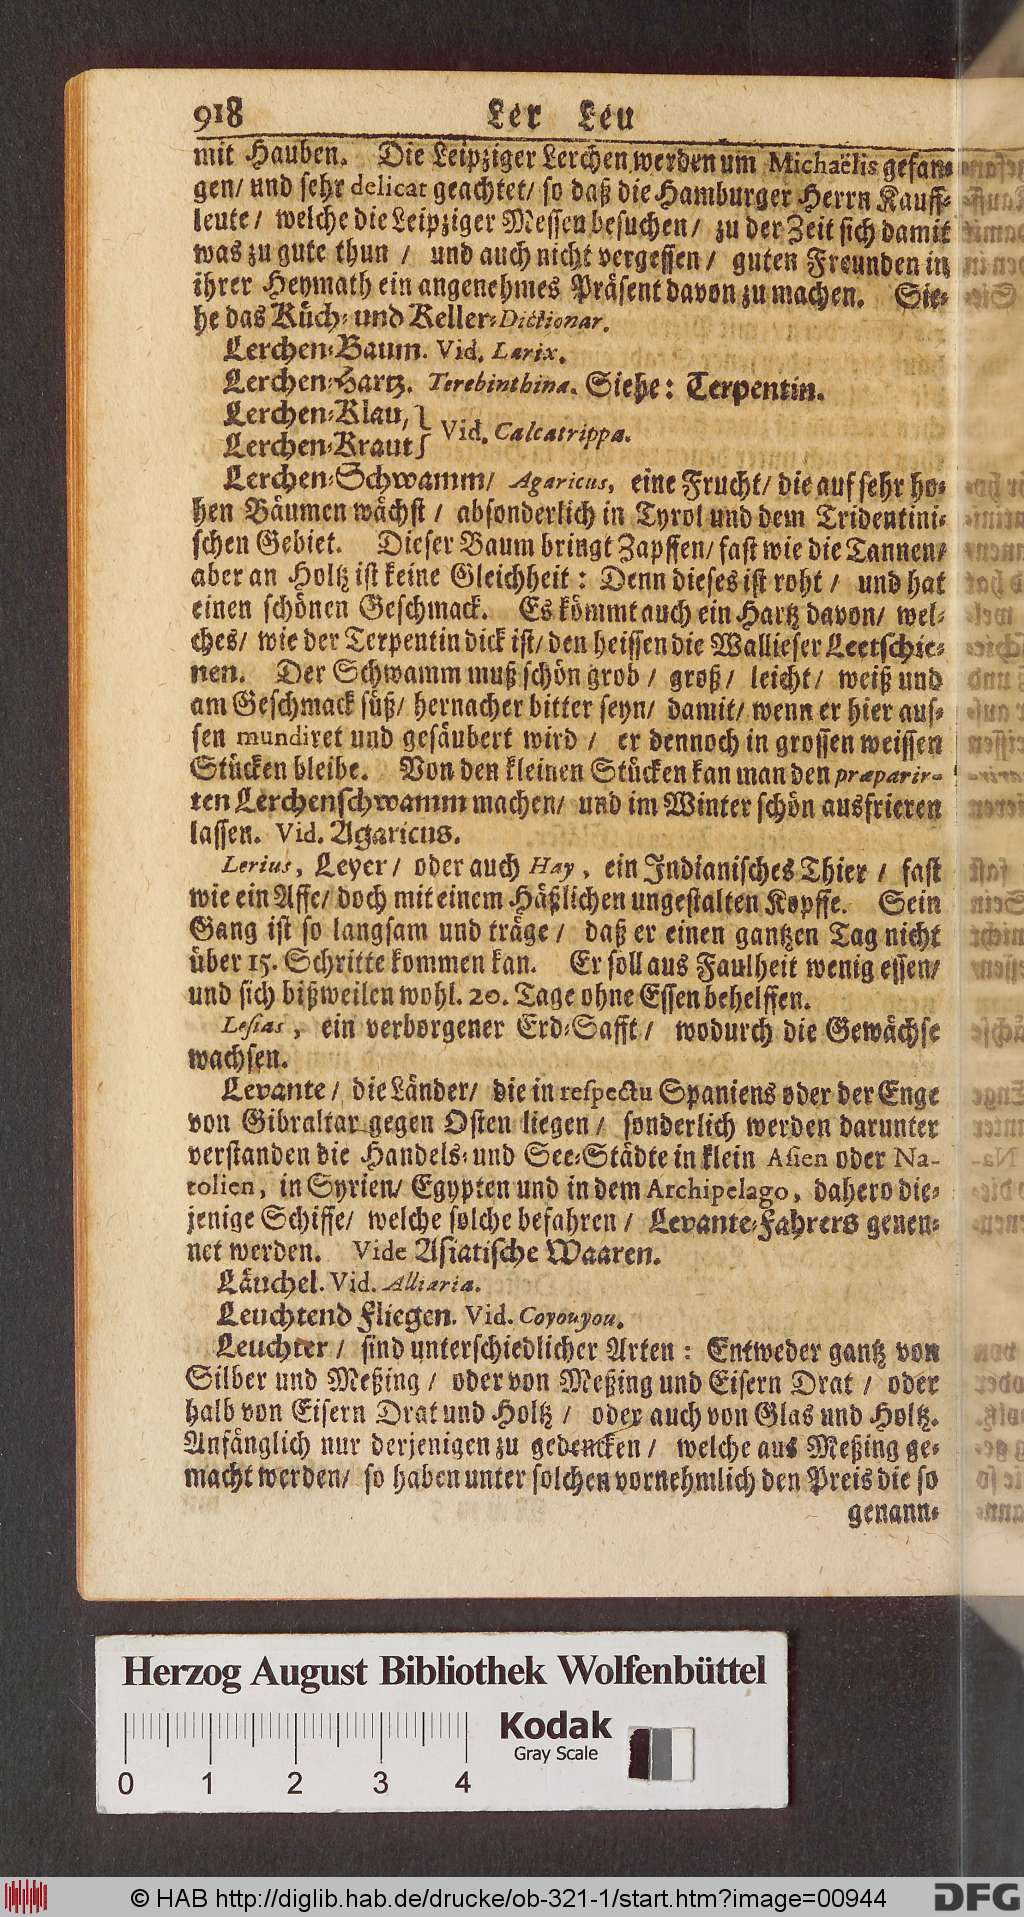 918 Ler Leu
mit Hauben. Die Leipziger Lerchen werden um Michaëlis gefan-
gen/ und sehr delicat geachtet/ so daß die Hamburger Herrn Kauff-
leute/ welche die Leipziger Messen besuchen/ zu der Zeit sich damit
was zu gute thun / und auch nicht vergessen/ guten Freunden in
ihrer Heymath ein angenehmes Präsent davon zu machen. Sie-
he das Küch- und Keller-Dictionar.
Lerchen-Baum. Vid. Larix.
Lerchen-Hartz. Terebinthina. Siehe: Terpentin.
Lerchen-Klau,}
Lerchen-Kraut} Vid. Calcatrippa.
Lerchen-Schwamm/ Agaricus, eine Frucht/ die auf sehr ho-
hen Bäumen wächst / absonderlich in Tyrol und dem Tridentini-
schen Gebiet. Dieser Baum bringt Zapffen/ fast wie die Tannen/
aber an Holtz ist keine Gleichheit: Denn dieses ist roht / und hat
einen schönen Geschmack. Es kömmt auch ein Hartz davon/ wel-
ches/ wie der Terpentin dick ist/ den heissen die Wallieser Leetschie-
nen. Der Schwamm muß schön grob / groß/ leicht/ weiß und
am Geschmack süß/ hernacher bitter seyn/ damit/ wenn er hier aus-
sen mundiret und gesäubert wird / er dennoch in grossen weissen
Stücken bleibe. Von den kleinen Stücken kan man den præparir-
ten Lerchenschwamm machen/ und im Winter schön ausfrieren
lassen. Vid. Agaricus.
Lerius, Leyer/ oder auch Hay, ein Indianisches Thier / fast
wie ein Affe/ doch mit einem Häßlichen ungestalten Kopffe. Sein
Gang ist so langsam und träge/ daß er einen gantzen Tag nicht
über 15. Schritte kommen kan. Er soll aus Faulheit wenig essen/
und sich bißweilen wohl. 20. Tage ohne Essen behelffen.
Lesias, ein verborgener Erd-Safft/ wodurch die Gewächse
wachsen.
Levante/ die Länder/ die in respectu Spaniens oder der Enge
von Gibraltar gegen Osten liegen/ sonderlich werden darunter
verstanden die Handels- und See-Städte in klein Asien oder Na-
tolien, in Syrien/ Egypten und in dem Archipelago, dahero die-
jenige Schiffe/ welche solche befahren/ Levante-Fahrers genen-
net werden. Vide Asiatische Waaren.
Läuchel. Vid. Alliaria.
Leuchtend Fliegen. Vid. Coyouyou.
Leuchter/ sind unterschiedlicher Arten: Entweder gantz von
Silber und Meßing/ oder von Meßing und Eisern Drat/ oder
halb von Eisern Drat und Holtz/ oder auch von Glas und Holtz.
Anfänglich nur derjenigen zu gedencken/ welche aus Meßing ge-
macht werden/ so haben unter solchen vornehmlich den Preis die so
genann-
Herzog August Bibliothek Wolfenbüttel
0 1 2 3 4
Kodak
Gray Scale
© HAB http://diglib.hab.de/drucke/ob-321-1/start.htm?image=00944
DFG